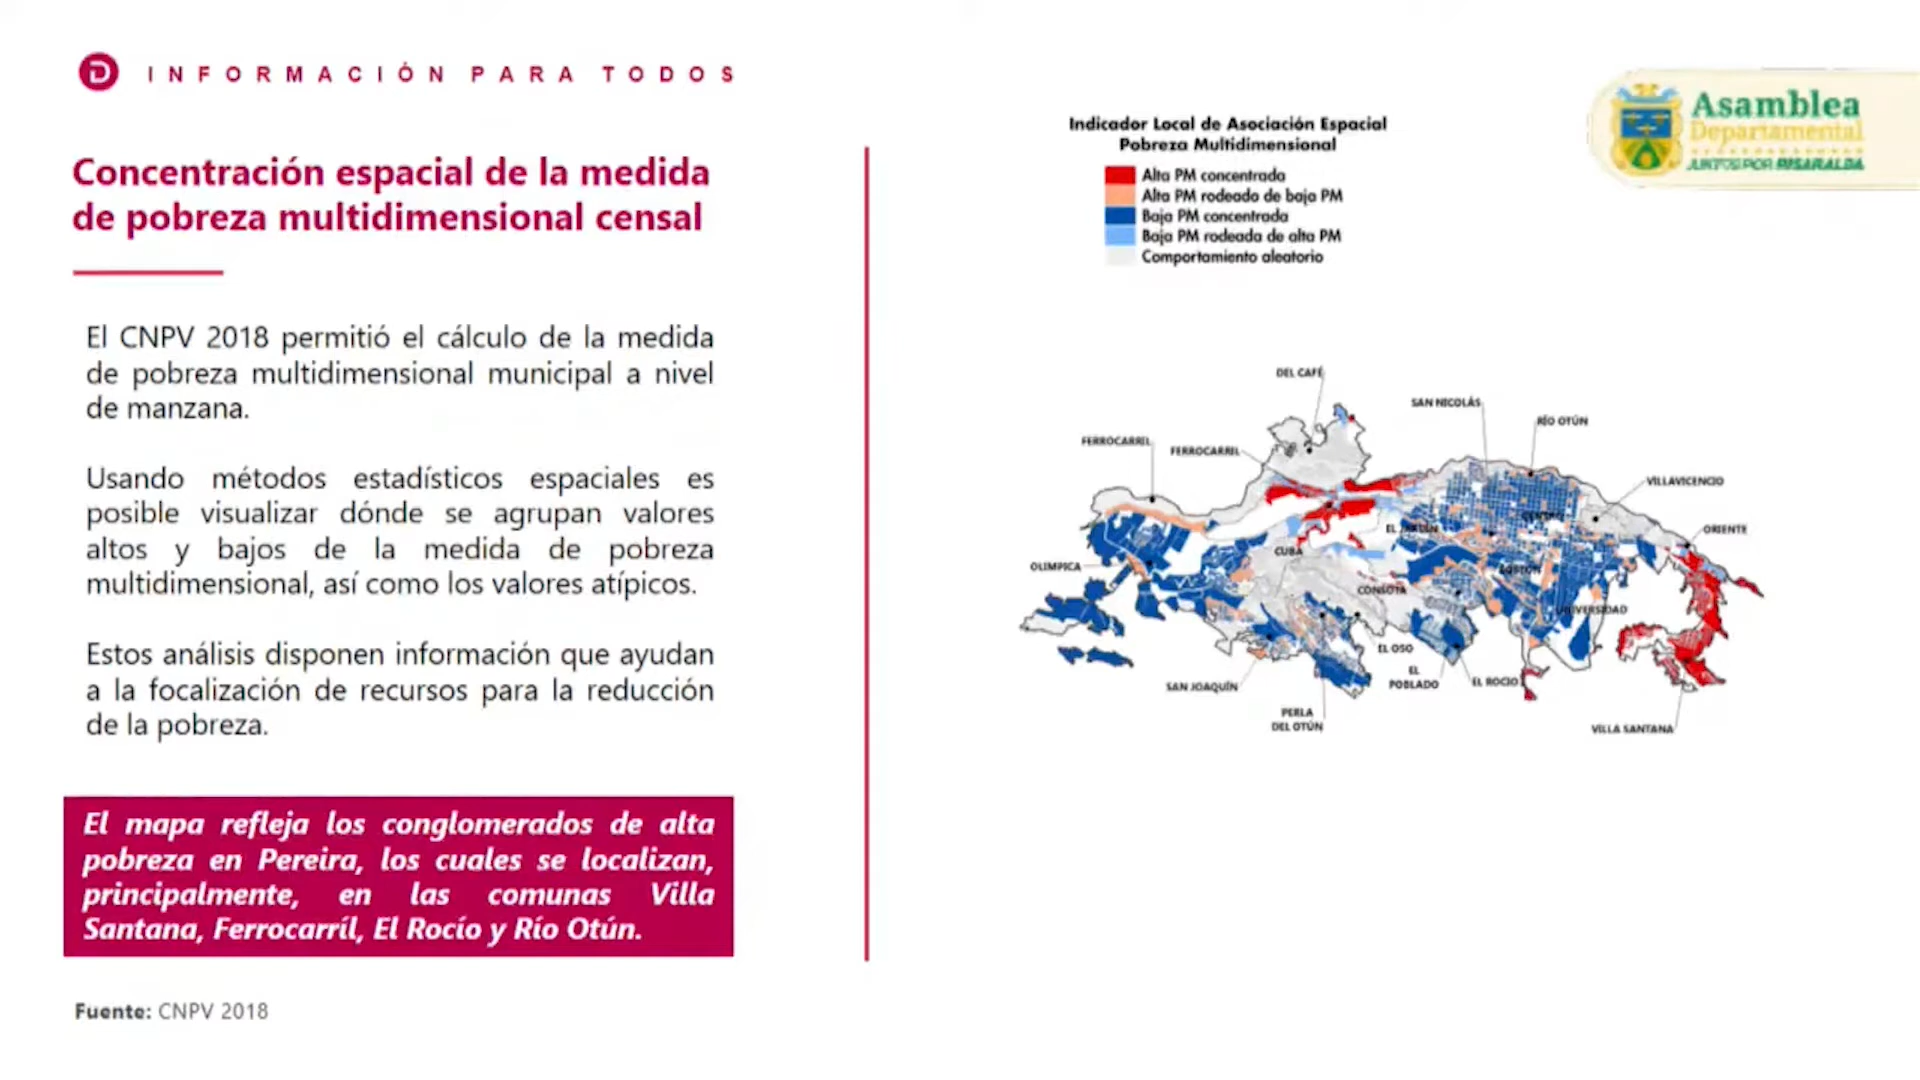 INFORMACIÓN PARA TODOS
Concentración espacial de la medida
de pobreza multidimensional censal
El CNPV 2018 permitió el cálculo de la medida
de pobreza multidimensional municipal a nivel
de manzana.
Usando métodos estadísticos espaciales es
posible visualizar dónde se agrupan valores
altos y bajos de la medida de pobreza
multidimensional, así como los valores atípicos.
Estos análisis disponen información que ayudan
a la focalización de recursos para la reducción
de la pobreza.
El mapa refleja los conglomerados de alta
pobreza en Pereira, los cuales se localizan,
principalmente, en las comunas Villa
Santana, Ferrocarríl, El Rocío y Río Otún.
Fuente: CNPV 2018
Indicador Local de Asociación Espacial
Pobreza Multidimensional
Alta PM concentrada
Alta PM rodeado de baja PM
Baja PM concentrada
Baja PM rodeada de alta PM
Comportamiento aleatorio
Asamblea
Departamental
JUNTOS POR RISARALDA
DEL CAFÉ
SAN NICOLÁS
RÍO OTÚN
FERROCARRIL
FERROCARRIL
VILLAVICENCIO
CENTRO
EL JARDÍN
ORIENTE
CUBA
OLIMPICA
BOSTON
CONSOTA
UNIVERSIDAD
EL OSO
EL
POBLADO
EL ROCIO
SAN JOAQUÍN
PERLA
DEL OTÚN
VILLA SANTANA